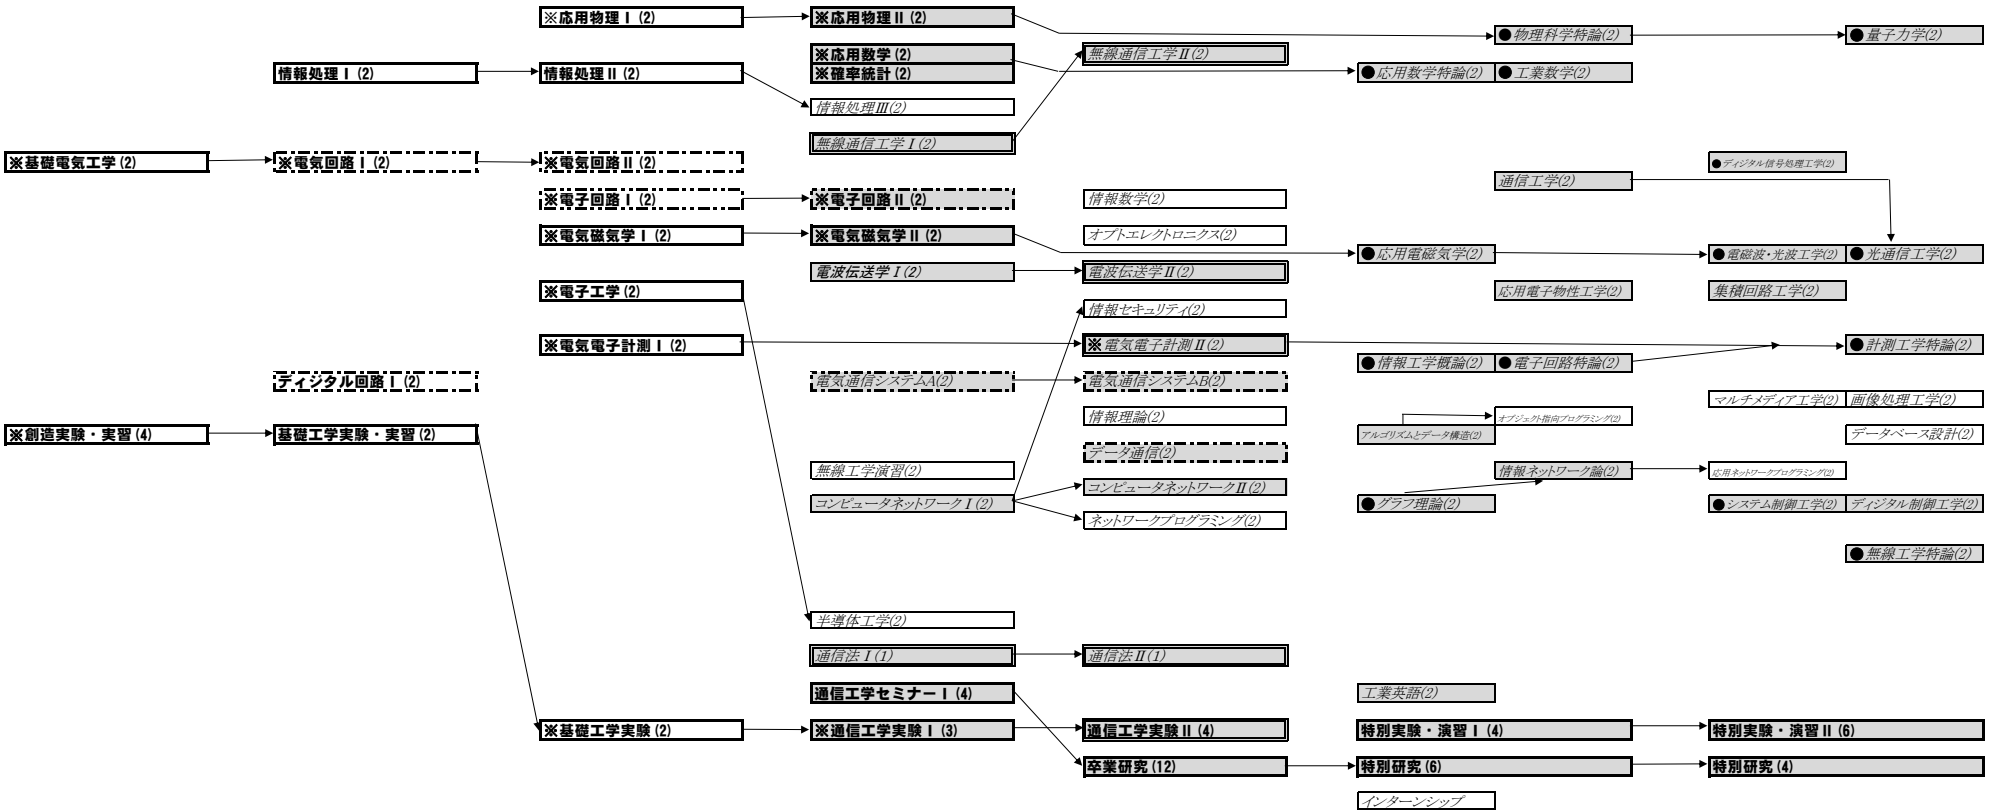 ※応用物理Ⅰ(2)
※応用物理Ⅱ(2)
●物理科学特論(2)
●量子力学(2)
※応用数学(2)
無線通信工学Ⅱ(2)
情報処理Ⅰ(2)
情報処理Ⅱ(2)
※確率統計(2)
●応用数学特論(2)
●工業数学(2)
情報処理Ⅲ(2)
無線通信工学Ⅰ(2)
※基礎電気工学(2)
※電気回路Ⅰ(2)
※電気回路Ⅱ(2)
●ディジタル信号処理工学(2)
通信工学(2)
※電子回路Ⅰ(2)
※電子回路Ⅱ(2)
情報数学(2)
※電気磁気学Ⅰ(2)
※電気磁気学Ⅱ(2)
オプトエレクトロニクス(2)
●応用電磁気学(2)
●電磁波・光波工学(2)
●光通信工学(2)
電波伝送学Ⅰ(2)
電波伝送学Ⅱ(2)
※電子工学(2)
応用電子物性工学(2)
集積回路工学(2)
情報セキュリティ(2)
※電気電子計測Ⅰ(2)
※電気電子計測Ⅱ(2)
●計測工学特論(2)
●情報工学概論(2)
●電子回路特論(2)
ディジタル回路Ⅰ(2)
電気通信システムA(2)
電気通信システムB(2)
マルチメディア工学(2)
画像処理工学(2)
情報理論(2)
オブジェクト指向プログラミング(2)
※創造実験・実習(4)
基礎工学実験・実習(2)
アルゴリズムとデータ構造(2)
データベース設計(2)
データ通信(2)
無線工学演習(2)
情報ネットワーク論(2)
応用ネットワークプログラミング(2)
コンピュータネットワークⅡ(2)
コンピュータネットワークⅠ(2)
●グラフ理論(2)
●システム制御工学(2)
ディジタル制御工学(2)
ネットワークプログラミング(2)
●無線工学特論(2)
半導体工学(2)
通信法Ⅰ(1)
通信法Ⅱ(1)
通信工学セミナーⅠ(4)
工業英語(2)
※基礎工学実験(2)
※通信工学実験Ⅰ(3)
通信工学実験Ⅱ(4)
特別実験・演習Ⅰ(4)
特別実験・演習Ⅱ(6)
卒業研究(12)
特別研究(6)
特別研究(4)
インターンシップ